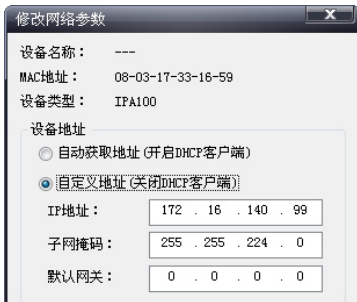 修改网络参数
设备名称： ---
MAC地址： 08-03-17-33-16-59
设备类型： IPA100
设备地址
自动获取地址(开启DHCP客户端)
自定义地址(关闭DHCP客户端)
IP地址： 172 . 16 . 140 . 99
子网掩码： 255 . 255 . 224 . 0
默认网关： 0 . 0 . 0 . 0